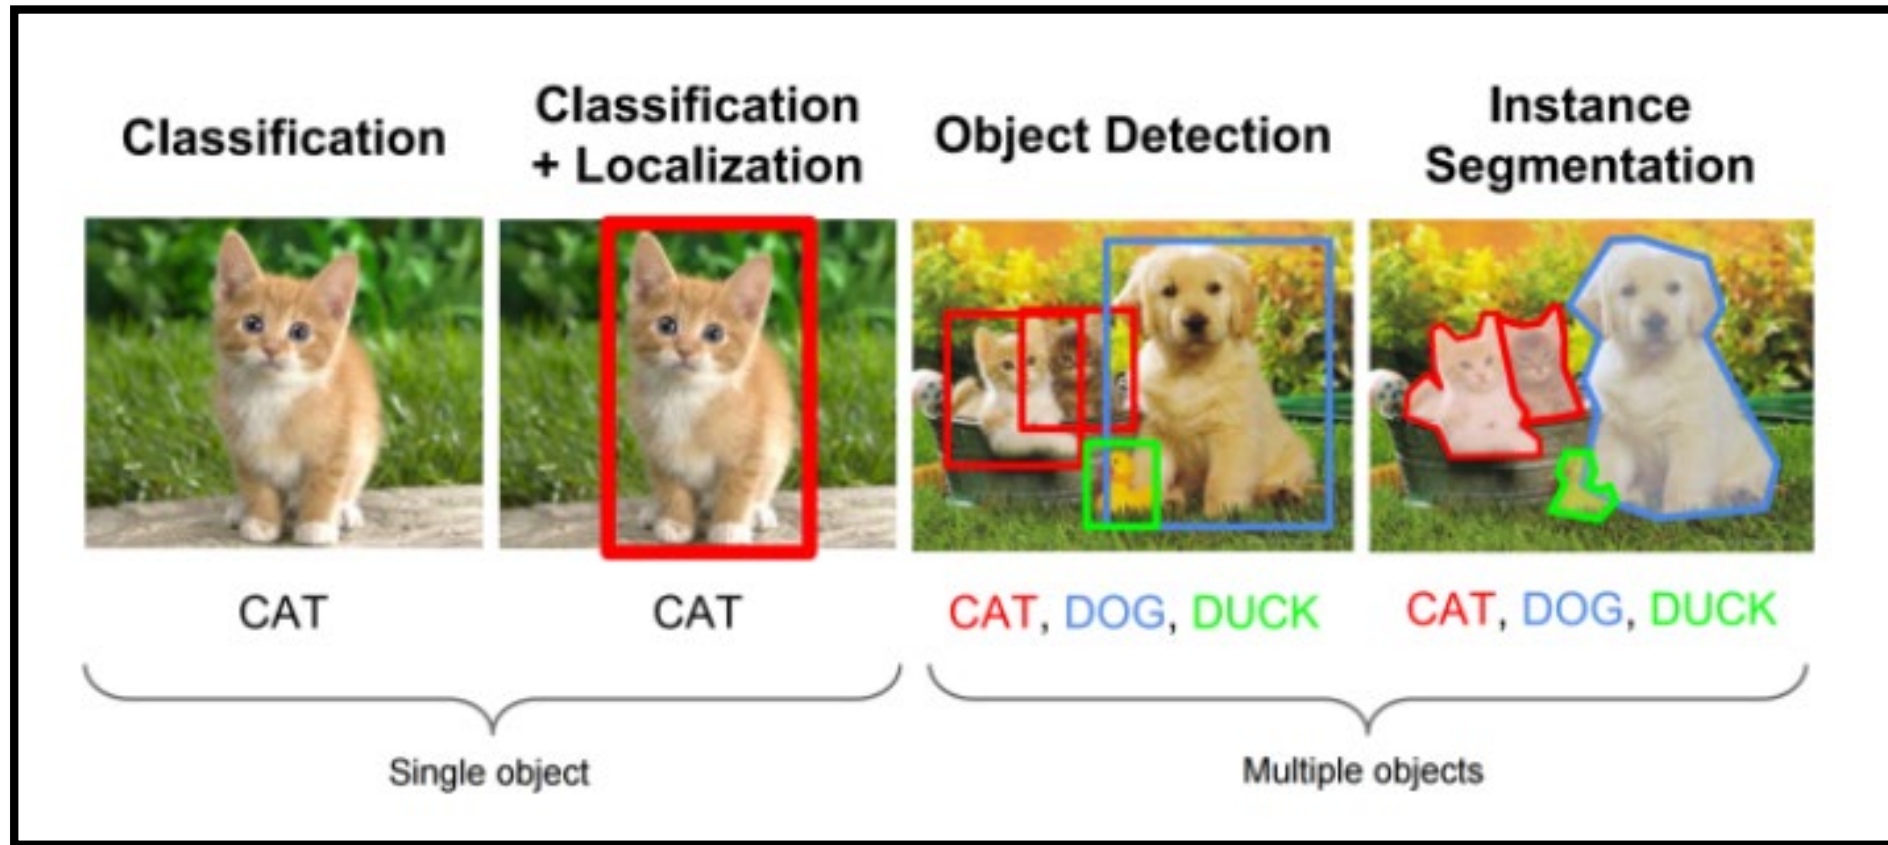 Classification
Classification
+ Localization
Object Detection
Instance
Segmentation
CAT
CAT
CAT, DOG, DUCK
CAT, DOG, DUCK
Single object
Multiple objects